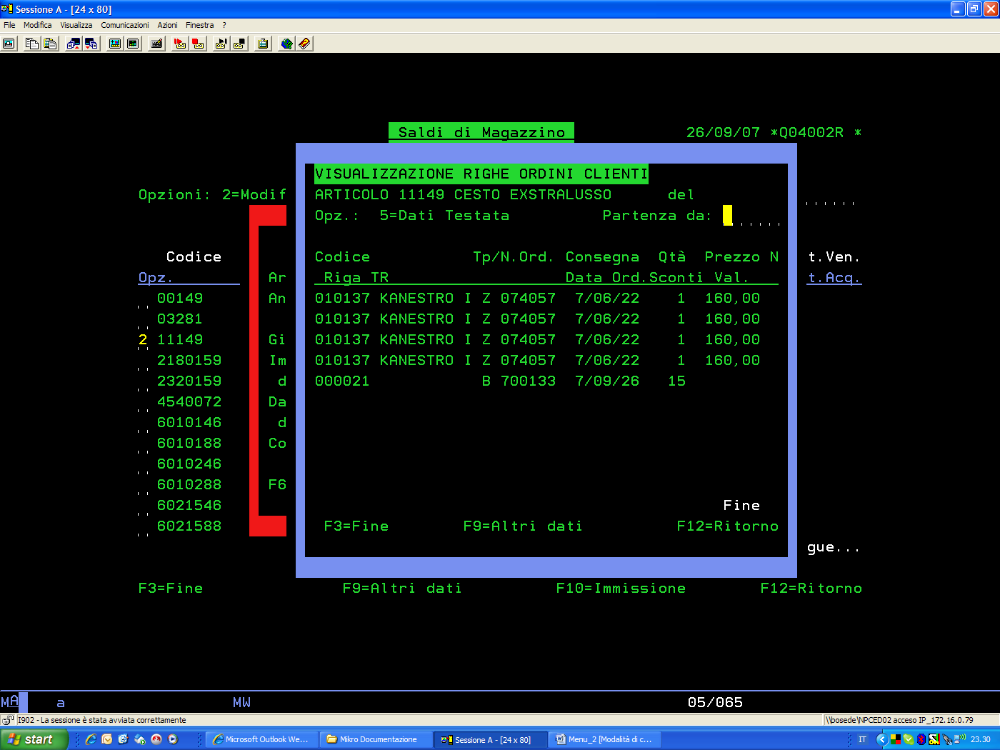 Sessione A - [24 x 80]
File Modifica Visualizza Comunicazioni Azioni Finestra ?
Saldi di Magazzino 26/09/07 *Q04002R *
VISUALIZZAZIONE RIGHE ORDINI CLIENTI
Opzioni: 2=Modif ARTICOLO 11149 CESTO EXSTRALUSSO del
Opz.: 5=Dati Testata Partenza da:
Codice Codice Tp/N.Ord. Consegna Qtà Prezzo N t.Ven.
Opz. Ar Riga TR Data Ord.Sconti Val. t.Acq.
00149 An 010137 KANESTRO I Z 074057 7/06/22 1 160,00
03281 010137 KANESTRO I Z 074057 7/06/22 1 160,00
2 11149 Gi 010137 KANESTRO I Z 074057 7/06/22 1 160,00
2180159 Im 010137 KANESTRO I Z 074057 7/06/22 1 160,00
2320159 d 000021 B 700133 7/09/26 15
4540072 Da
6010146 d
6010188 Co
6010246
6010288 F6
6021546 Fine
6021588 F3=Fine F9=Altri dati F12=Ritorno
gue...
F3=Fine F9=Altri dati F10=Immissione F12=Ritorno
MA a MW 05/065
I902 - La sessione è stata avviata correttamente \\bosede\NPCED02 acceso IP_172.16.0.79
start Microsoft Outlook We... Mikro Documentazione Sessione A - [24 x 80] Menu_2 [Modalità di c... IT 23.30